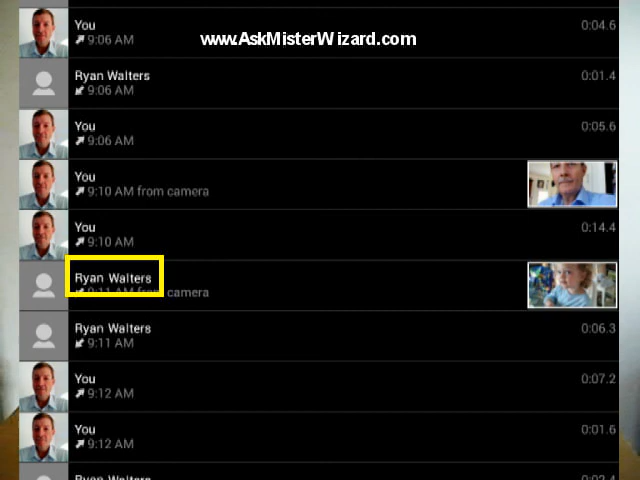 You
0:04.6
9:06 AM
www.AskMisterWizard.com
Ryan Walters
0:01.4
9:06 AM
You
0:05.6
9:06 AM
You
9:10 AM from camera
You
0:14.4
9:10 AM
Ryan Walters
9:11 AM from camera
Ryan Walters
0:06.3
9:11 AM
You
0:07.2
9:12 AM
You
0:01.6
9:12 AM
Ryan Walters